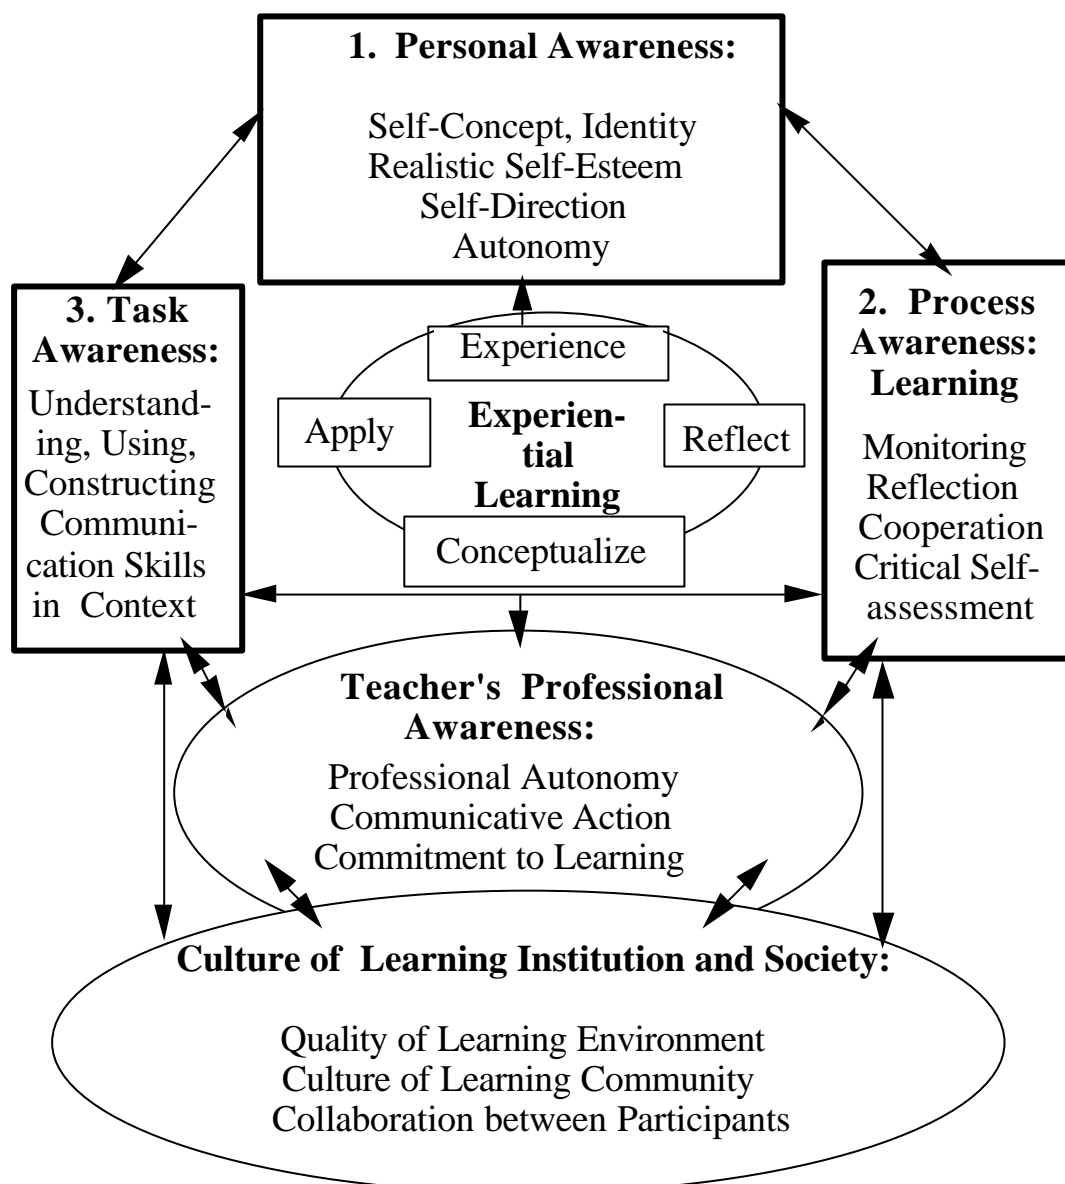 1. Personal Awareness:
Self-Concept, Identity
Realistic Self-Esteem
Self-Direction
Autonomy
3. Task
Awareness:
Understand-
ing, Using,
Constructing
Communi-
cation Skills
in Context
Experience
Apply
Experien-
tial
Learning
Reflect
Conceptualize
2. Process
Awareness:
Learning
Monitoring
Reflection
Cooperation
Critical Self-
assessment
Teacher's Professional
Awareness:
Professional Autonomy
Communicative Action
Commitment to Learning
Culture of Learning Institution and Society:
Quality of Learning Environment
Culture of Learning Community
Collaboration between Participants